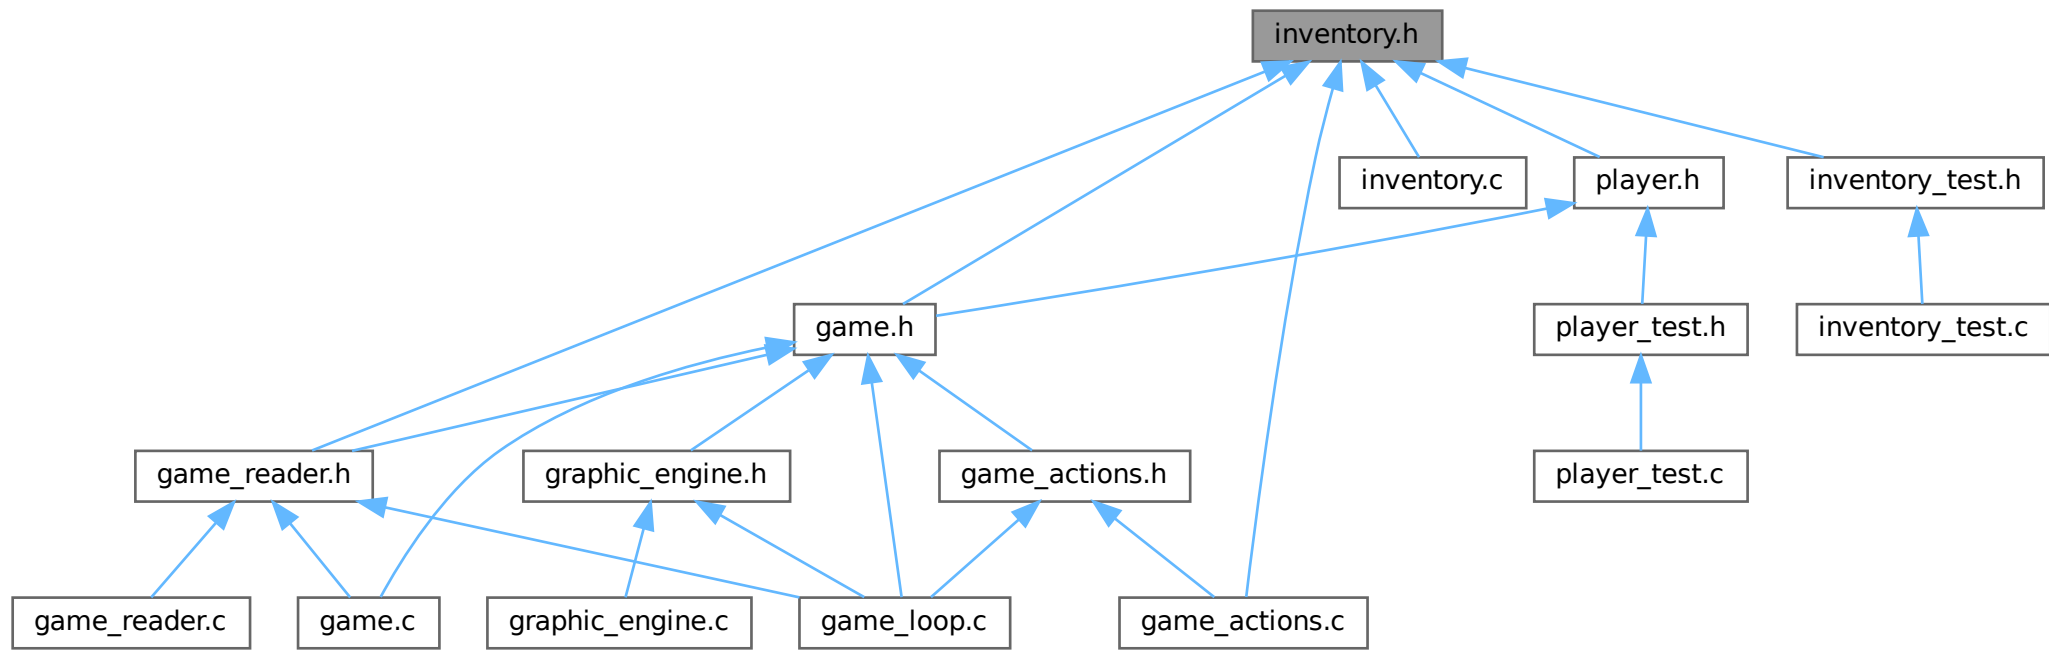 inventory.h
inventory.c
player.h
inventory_test.h
game.h
player_test.h
inventory_test.c
game_reader.h
graphic_engine.h
game_actions.h
player_test.c
game_reader.c
game.c
graphic_engine.c
game_loop.c
game_actions.c